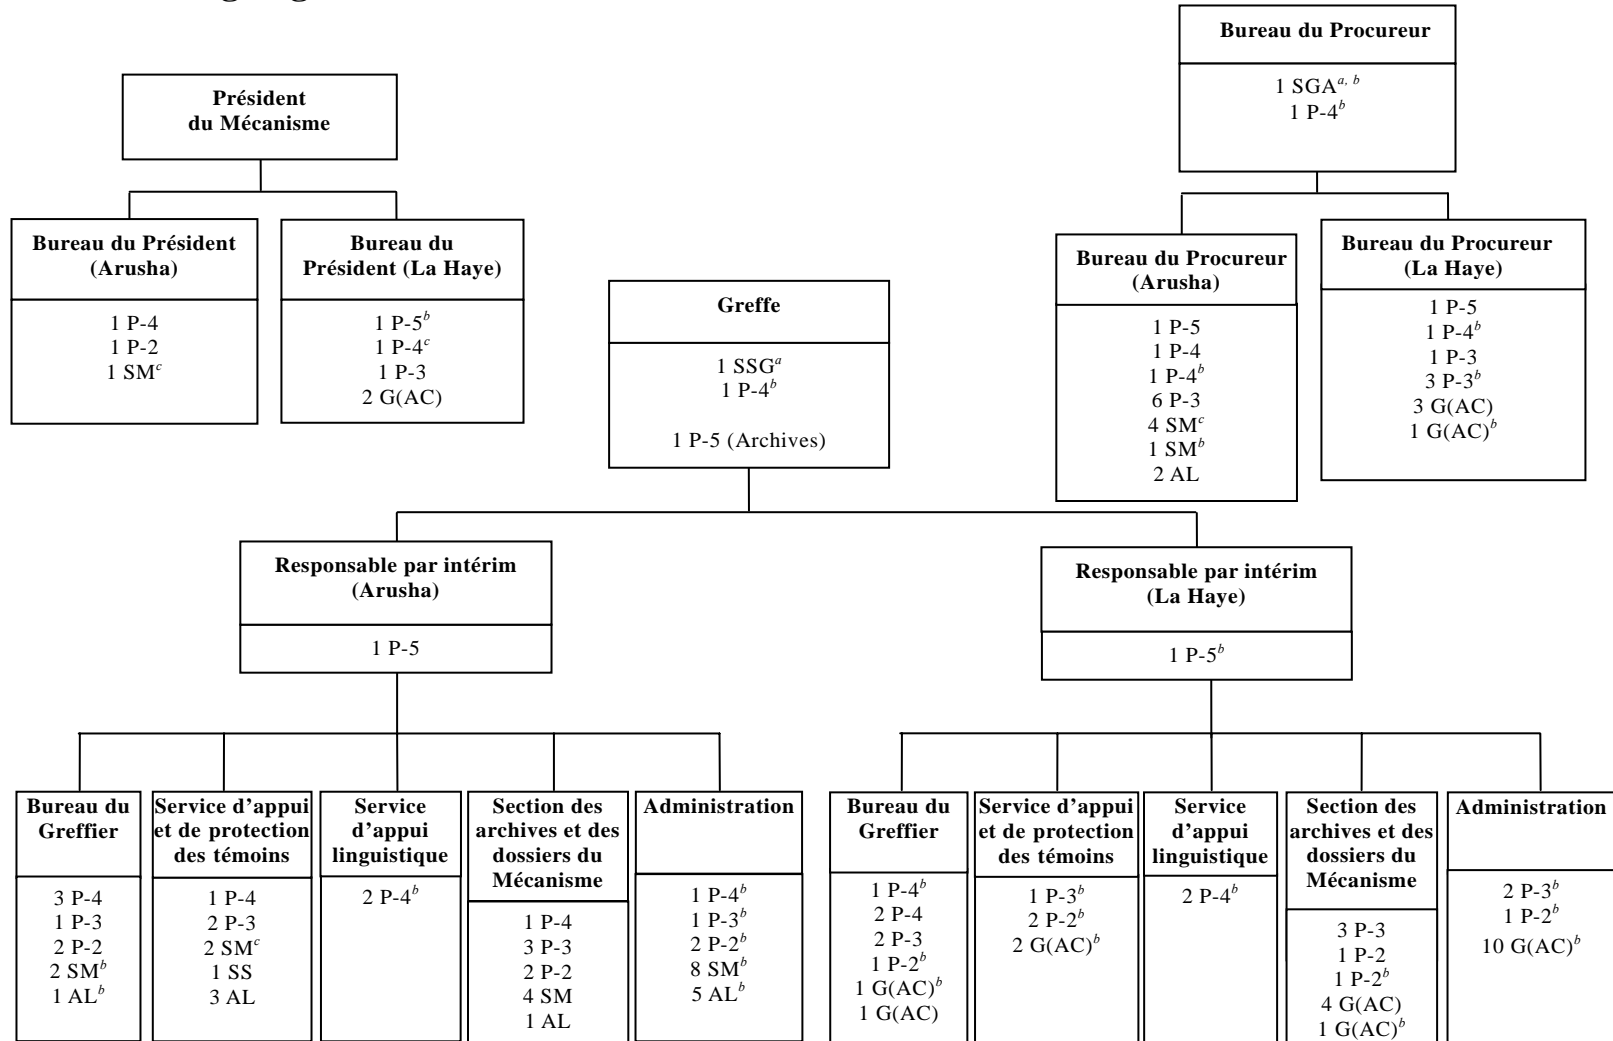 Président
du Mécanisme
Bureau du Président
(Arusha)
1 P-4
1 P-2
1 SMc
Bureau du
Président (La Haye)
1 P-5b
1 P-4c
1 P-3
2 G(AC)
Bureau du Procureur
1 SGAa, b
1 P-4b
Bureau du Procureur
(Arusha)
1 P-5
1 P-4
1 P-4b
6 P-3
4 SMc
1 SMb
2 AL
Bureau du Procureur
(La Haye)
1 P-5
1 P-4b
1 P-3
3 P-3b
3 G(AC)
1 G(AC)b
Greffe
1 SSGa
1 P-4b
1 P-5 (Archives)
Responsable par intérim
(Arusha)
1 P-5
Responsable par intérim
(La Haye)
1 P-5b
Bureau du
Greffier
3 P-4
1 P-3
2 P-2
2 SMb
1 ALb
Service d'appui
et de protection
des témoins
1 P-4
2 P-3
2 SMc
1 SS
3 AL
Service
d'appui
linguistique
2 P-4b
Section des
archives et des
dossiers du
Mécanisme
1 P-4
3 P-3
2 P-2
4 SM
1 AL
Administration
1 P-4b
1 P-3b
2 P-2b
8 SMb
5 ALb
Bureau du
Greffier
1 P-4b
2 P-4
2 P-3
1 P-2b
1 G(AC)b
1 G(AC)
Service d'appui
et de protection
des témoins
1 P-3b
2 P-2b
2 G(AC)b
Service
d'appui
linguistique
2 P-4b
Section des
archives et des
dossiers du
Mécanisme
3 P-3
1 P-2
1 P-2b
4 G(AC)
1 G(AC)b
Administration
2 P-3b
1 P-2b
10 G(AC)b